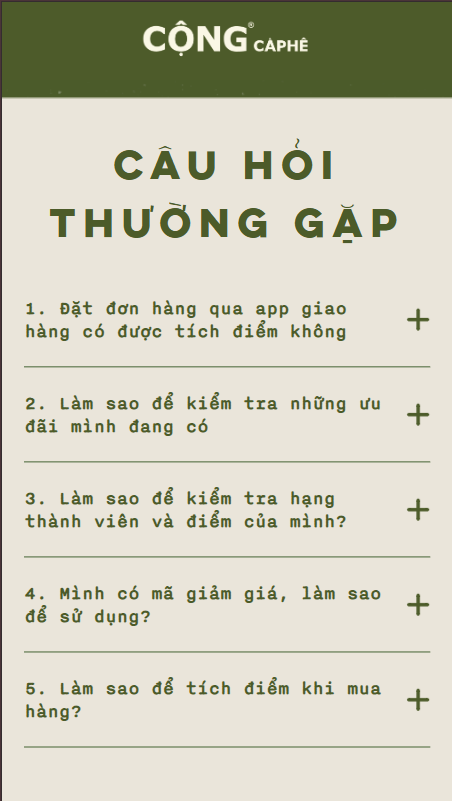 CỘNG® CÀPHÊ
CÂU HỎI
THƯỜNG GẶP
1. Đặt đơn hàng qua app giao
hàng có được tích điểm không
2. Làm sao để kiểm tra những ưu
đãi mình đang có
3. Làm sao để kiểm tra hạng
thành viên và điểm của mình?
4. Mình có mã giảm giá, làm sao
để sử dụng?
5. Làm sao để tích điểm khi mua
hàng?